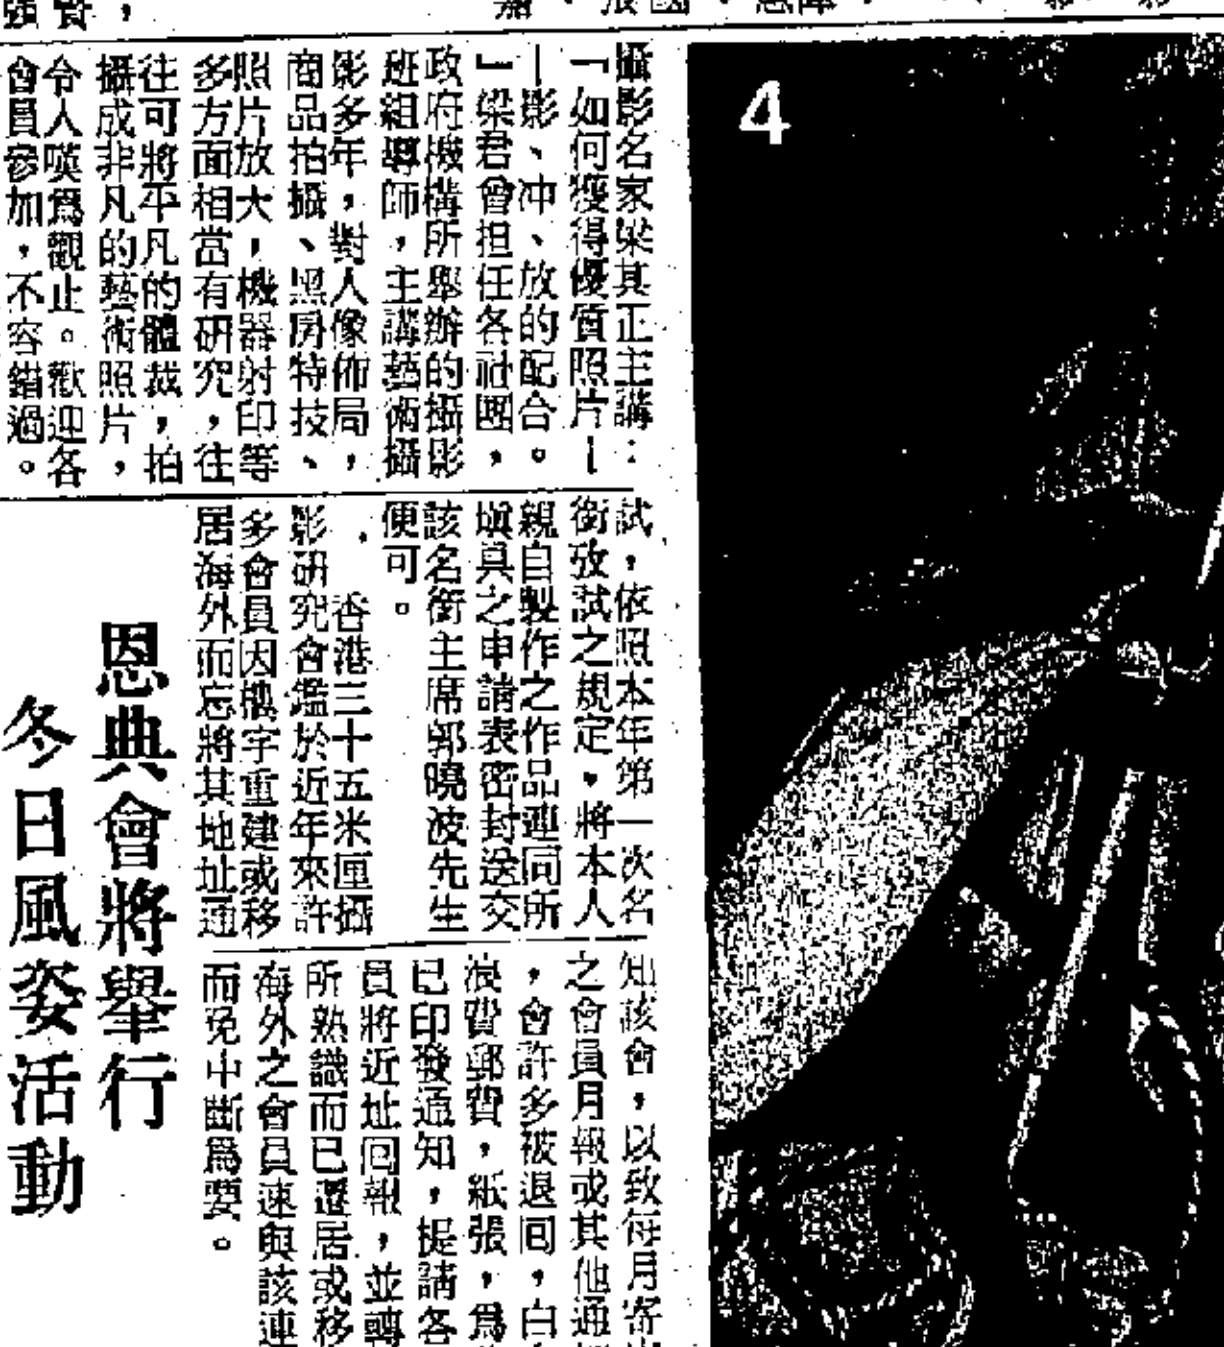 4
攝影名家梁其正主講：
「如何獲得優質照片—
—影、冲、放的配合。
」梁君曾担任各社團，
政府機構所舉辦的攝影
班組導師，主講藝術攝
影多年，對人像佈局，
商品拍攝、黑房特技、
照片放大，機器射印等
多方面相當有研究，往
往可將平凡的體裁，拍
攝成非凡的藝術照片，
令人嘆爲觀止。歡迎各
會員參加，不容錯過。
試，依照本年第一次名
銜攷試之規定，將本人
親自製作之作品連同所
塡具之申請表密封送交
該名銜主席郭曉波先生
便可。
香港三十五米厘攝
影研究會鑑於近年來許
多會員因樓宇重建或移
居海外而忘將其地址通
知該會，以致每月寄
之會員月報或其他通
，會許多被退回，白
浪費郵費，紙張，爲
已印發通知，提請各
員將近址回報，並轉
所熟識而已遷居或移
海外之會員速與該連
而免中斷爲要。
恩典會將舉行
冬日風姿活動